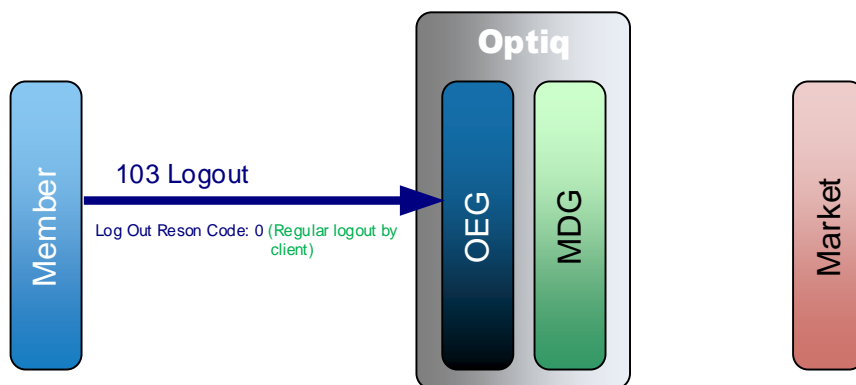 Optiq
Member
103 Logout
Log Out Reson Code: 0 (Regular logout by
client)
OEG
MDG
Market